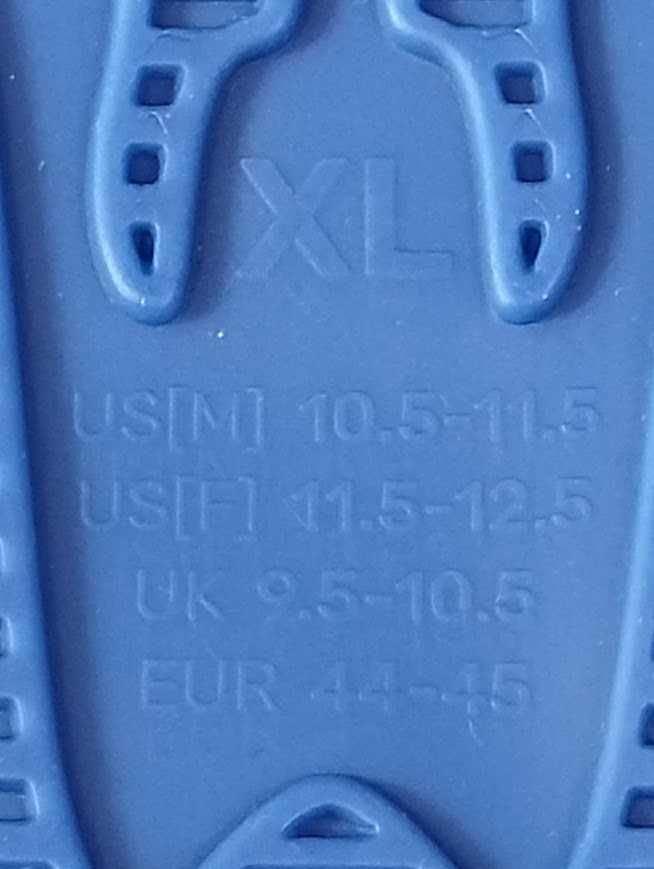 XL
US[M] 10.5-11.5
US[F] 11.5-12.5
UK 9.5-10.5
EUR 44-45